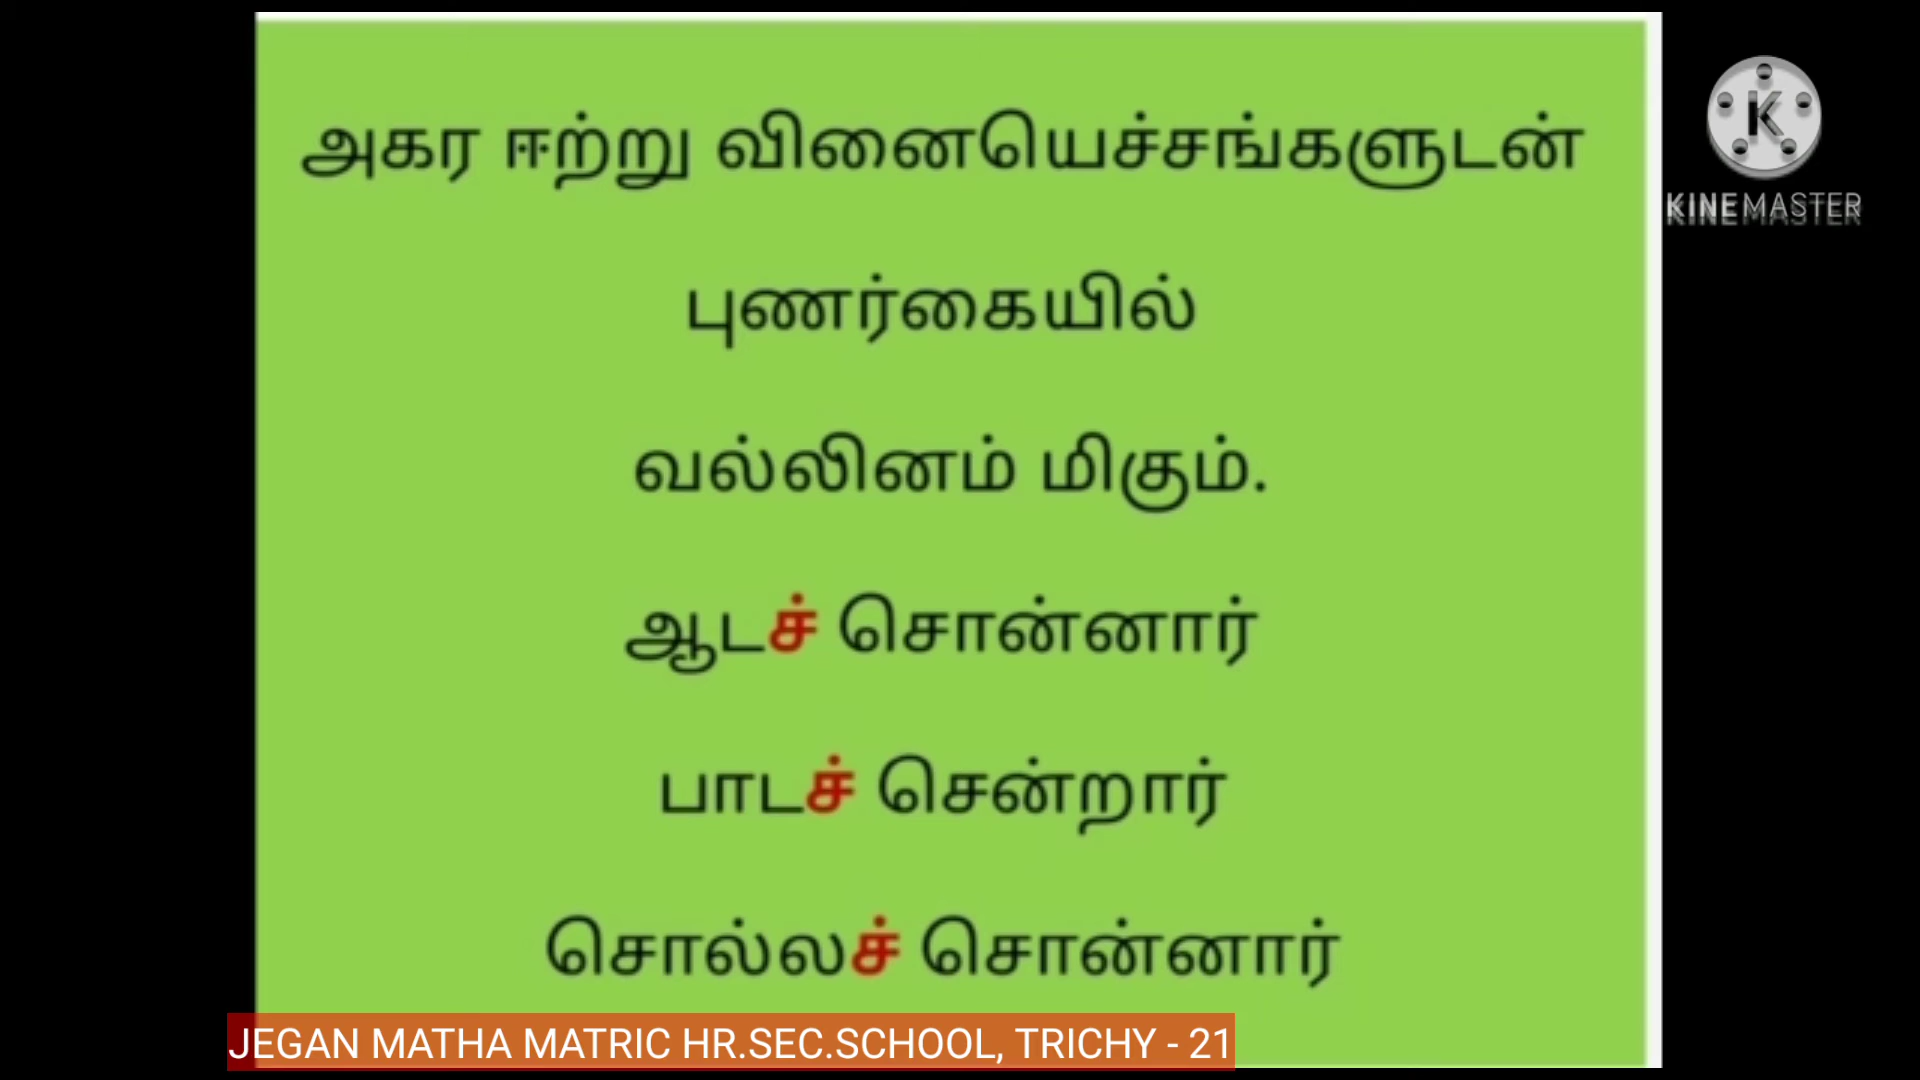 அகர ஈற்று வினையெச்சங்களுடன்
புணர்கையில்
வல்லினம் மிகும்.
ஆடச் சொன்னார்
பாடச் சென்றார்
சொல்லச் சொன்னார்
JEGAN MATHA MATRIC HR.SEC.SCHOOL, TRICHY - 21
K
KINEMASTER